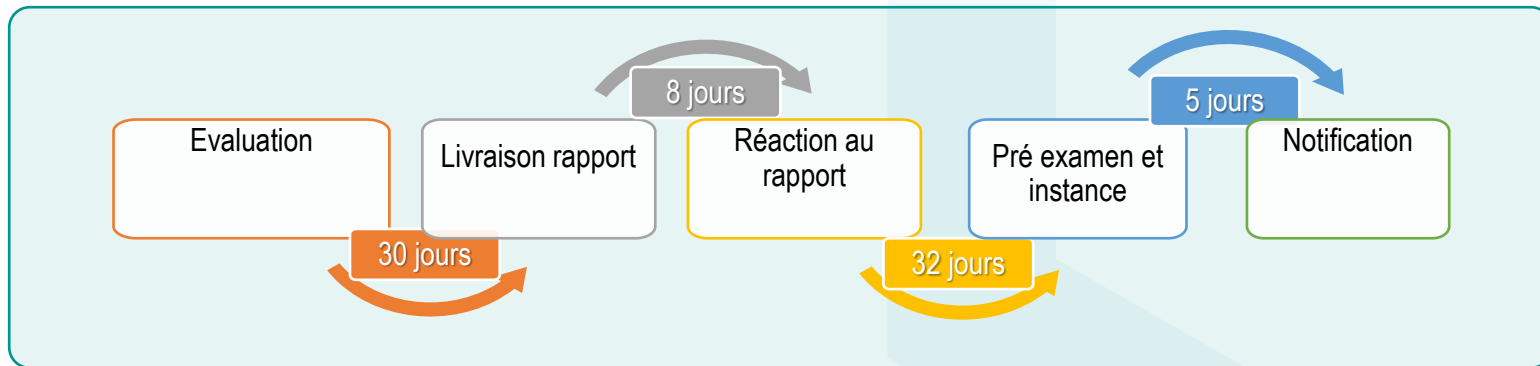 8 jours
5 jours
Evaluation
Livraison rapport
Réaction au
rapport
Pré examen et
instance
Notification
30 jours
32 jours